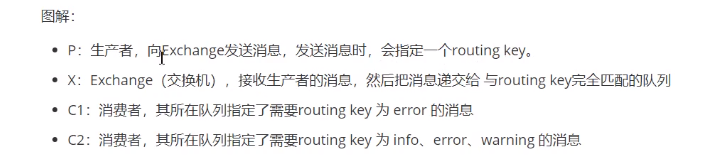 图解：
P：生产者，向Exchange发送消息，发送消息时，会指定一个routing key。
X：Exchange（交换机），接收生产者的消息，然后把消息递交给 与routing key完全匹配的队列
C1：消费者，其所在队列指定了需要routing key 为 error 的消息
C2：消费者，其所在队列指定了需要routing key 为 info、error、warning 的消息